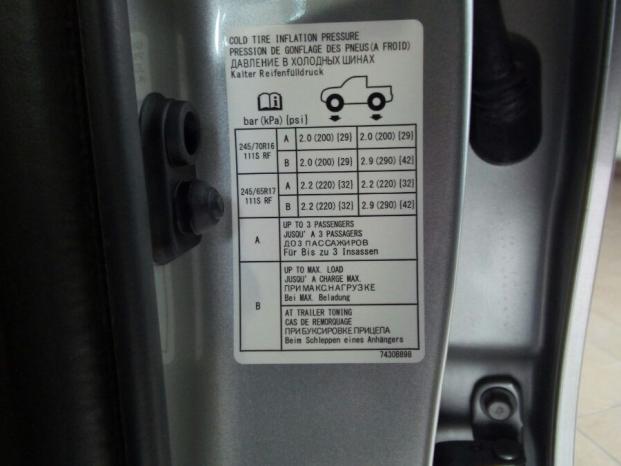 COLD TIRE INFLATION PRESSURE
PRESSION DE GONFLAGE DES PNEUS(A FROID)
ДАВЛЕНИЕ В ХОЛОДНЫХ ШИНАХ
Kalter Reifenfülldruck
bar(kPa) {psi}
245/70R16 111S RF A 2.0(200){29} 2.0(200){29}
B 2.0(200){29} 2.9(290){42}
245/65R17 111S RF A 2.2(220){32} 2.2(220){32}
B 2.2(220){32} 2.9(290){42}
A
UP TO 3 PASSENGERS
JUSQU' A 3 PASSAGERS
ДО 3 ПАССАЖИРОВ
Für Bis zu 3 Insassen
B
UP TO MAX. LOAD
JUSQU' A CHARGE MAX.
ПРИ МАКС.НАГРУЗКЕ
Bei MAX. Beladung
AT TRAILER TOWING
CAS DE REMORQUAGE
ПРИ БУКСИРОВКЕ ПРИЦЕПА
Beim Schleppen eines Anhängers